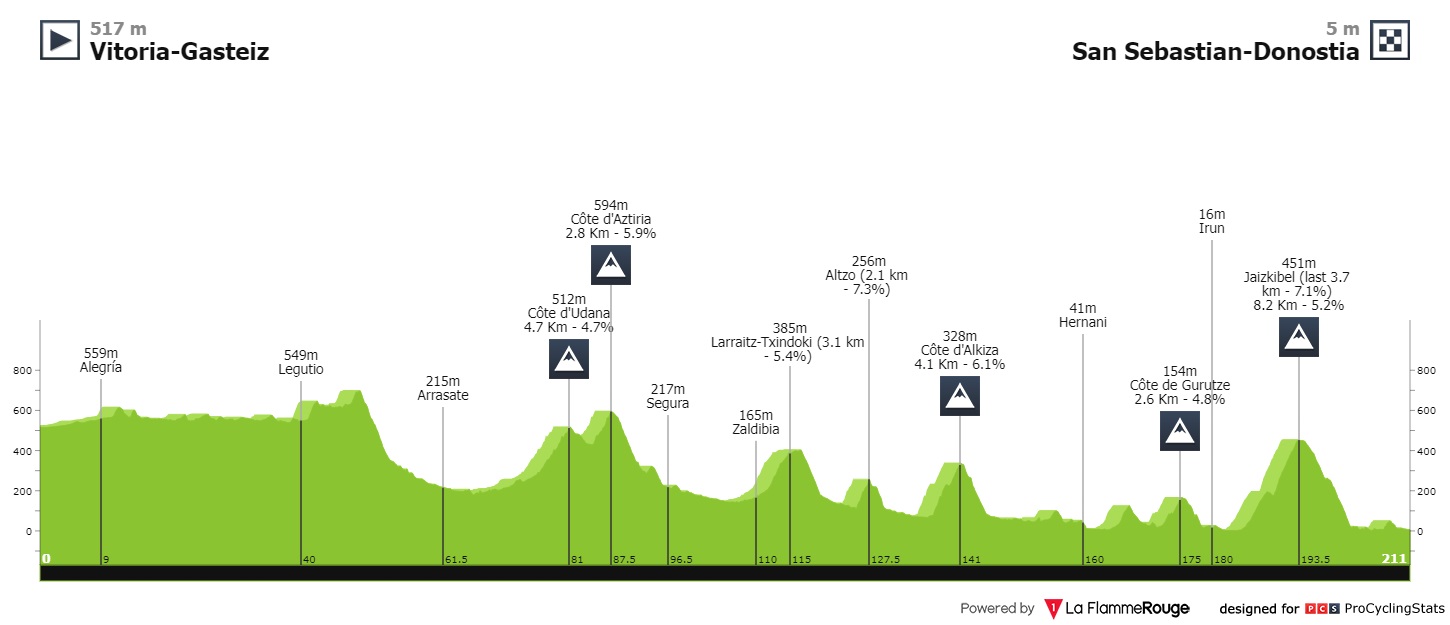 517 m
Vitoria-Gasteiz
5 m
San Sebastian-Donostia
594m
Côte d'Aztiria
2.8 Km - 5.9%
16m
Irun
256m
Altzo (2.1 km
- 7.3%)
451m
Jaizkibel (last 3.7
km - 7.1%)
8.2 Km - 5.2%
512m
Côte d'Udana
4.7 Km - 4.7%
41m
Hernani
385m
Larraitz-Txindoki (3.1 km
- 5.4%)
328m
Côte d'Alkiza
4.1 Km - 6.1%
559m
Alegría
549m
Legutio
215m
Arrasate
217m
Segura
165m
Zaldibia
154m
Côte de Gurutze
2.6 Km - 4.8%
800 800
600 600
400 400
200 200
0 0
0 9 40 61.5 81 87.5 96.5 110 115 127.5 141 160 175 180 193.5 211
Powered by 1 La FlammeRouge designed for PCS ProCyclingStats